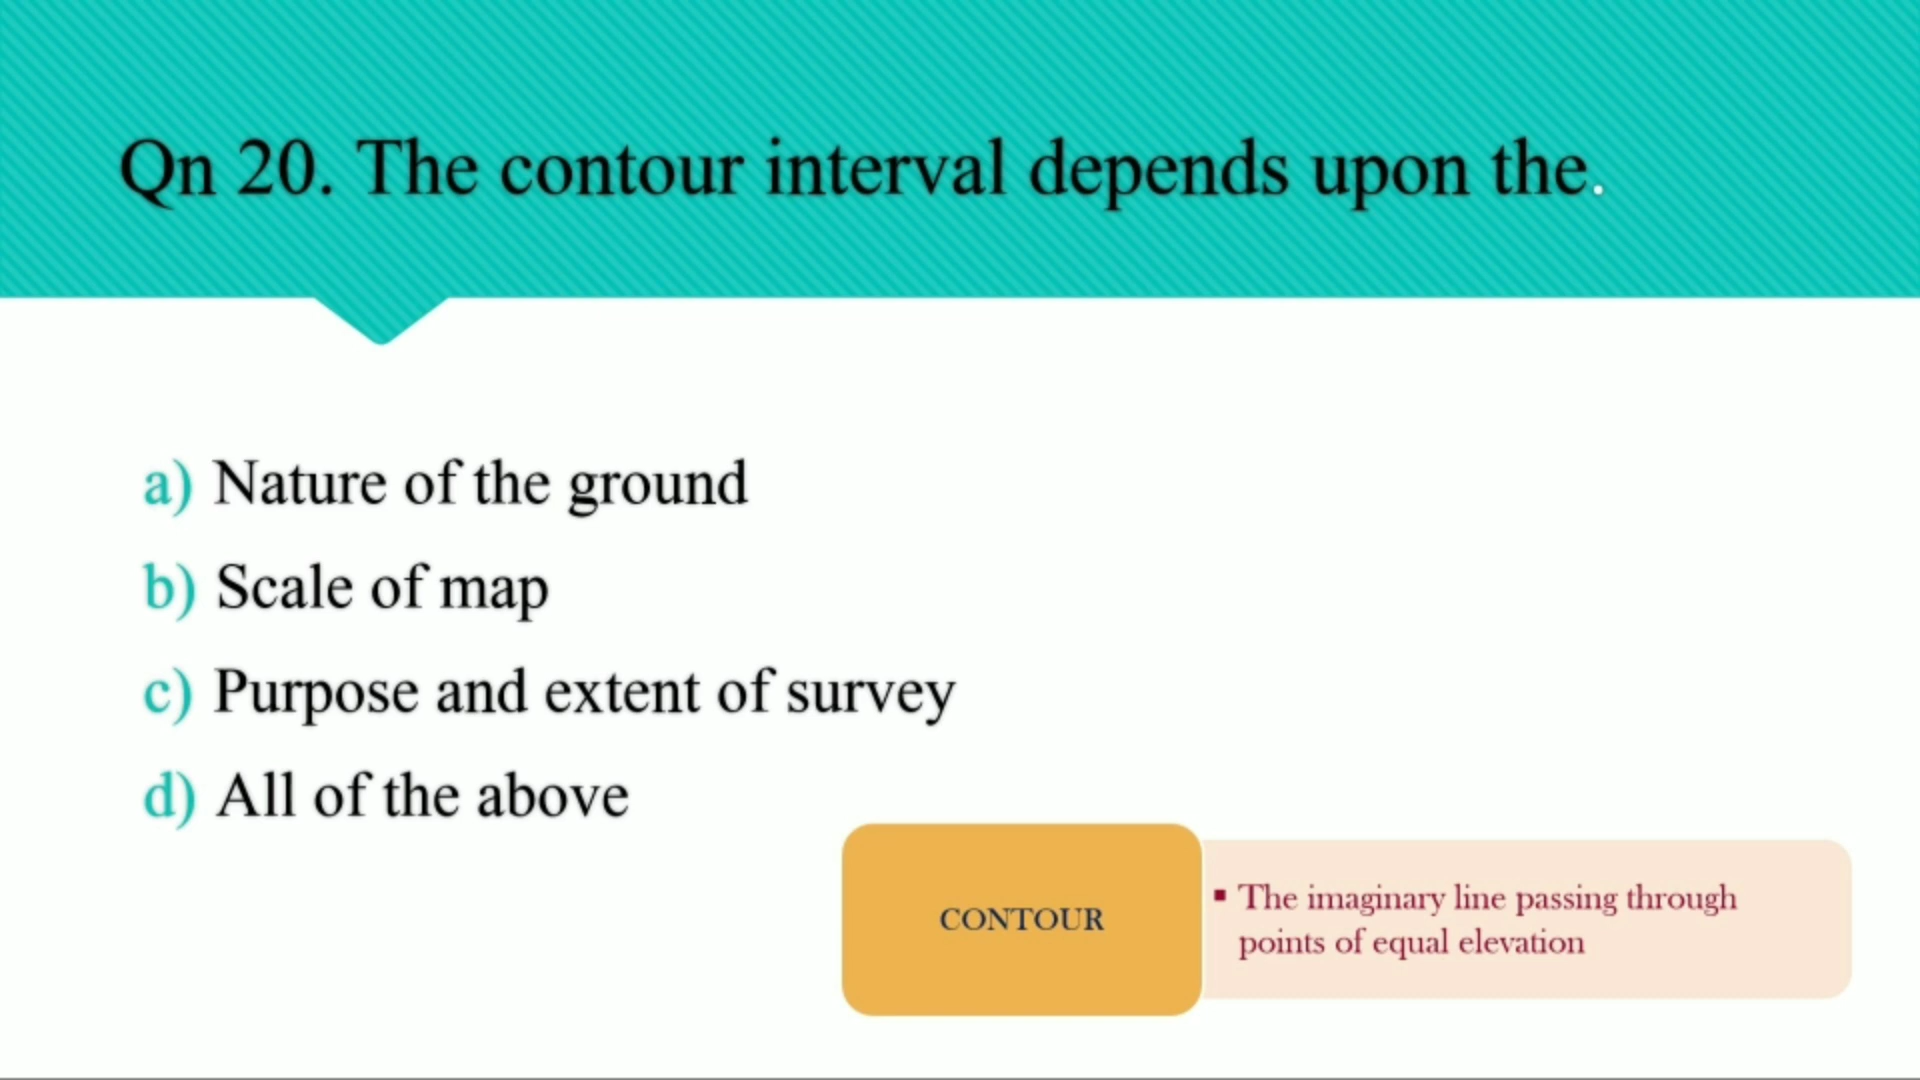 Qn 20. The contour interval depends upon the.
a) Nature of the ground
b) Scale of map
c) Purpose and extent of survey
d) All of the above
CONTOUR
▪ The imaginary line passing through
points of equal elevation